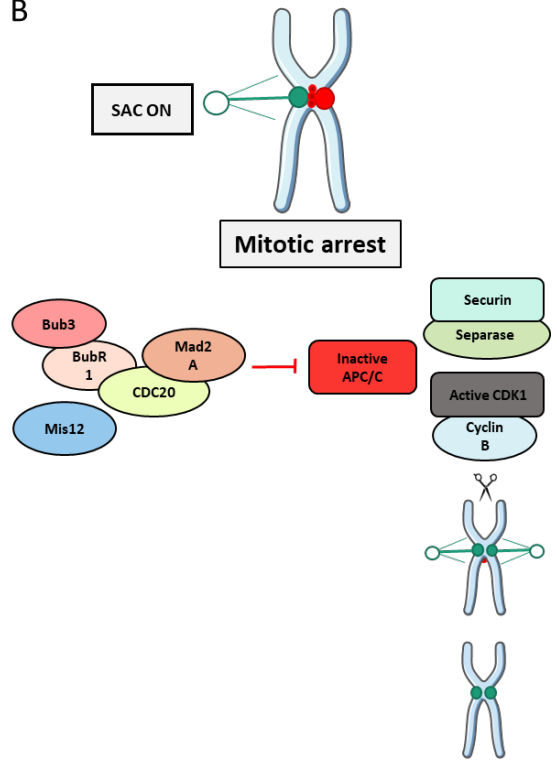 B
SAC ON
Mitotic arrest
Bub3
BubR
1
Mad2
A
CDC20
Mis12
Inactive
APC/C
Securin
Separase
Active CDK1
Cyclin
B